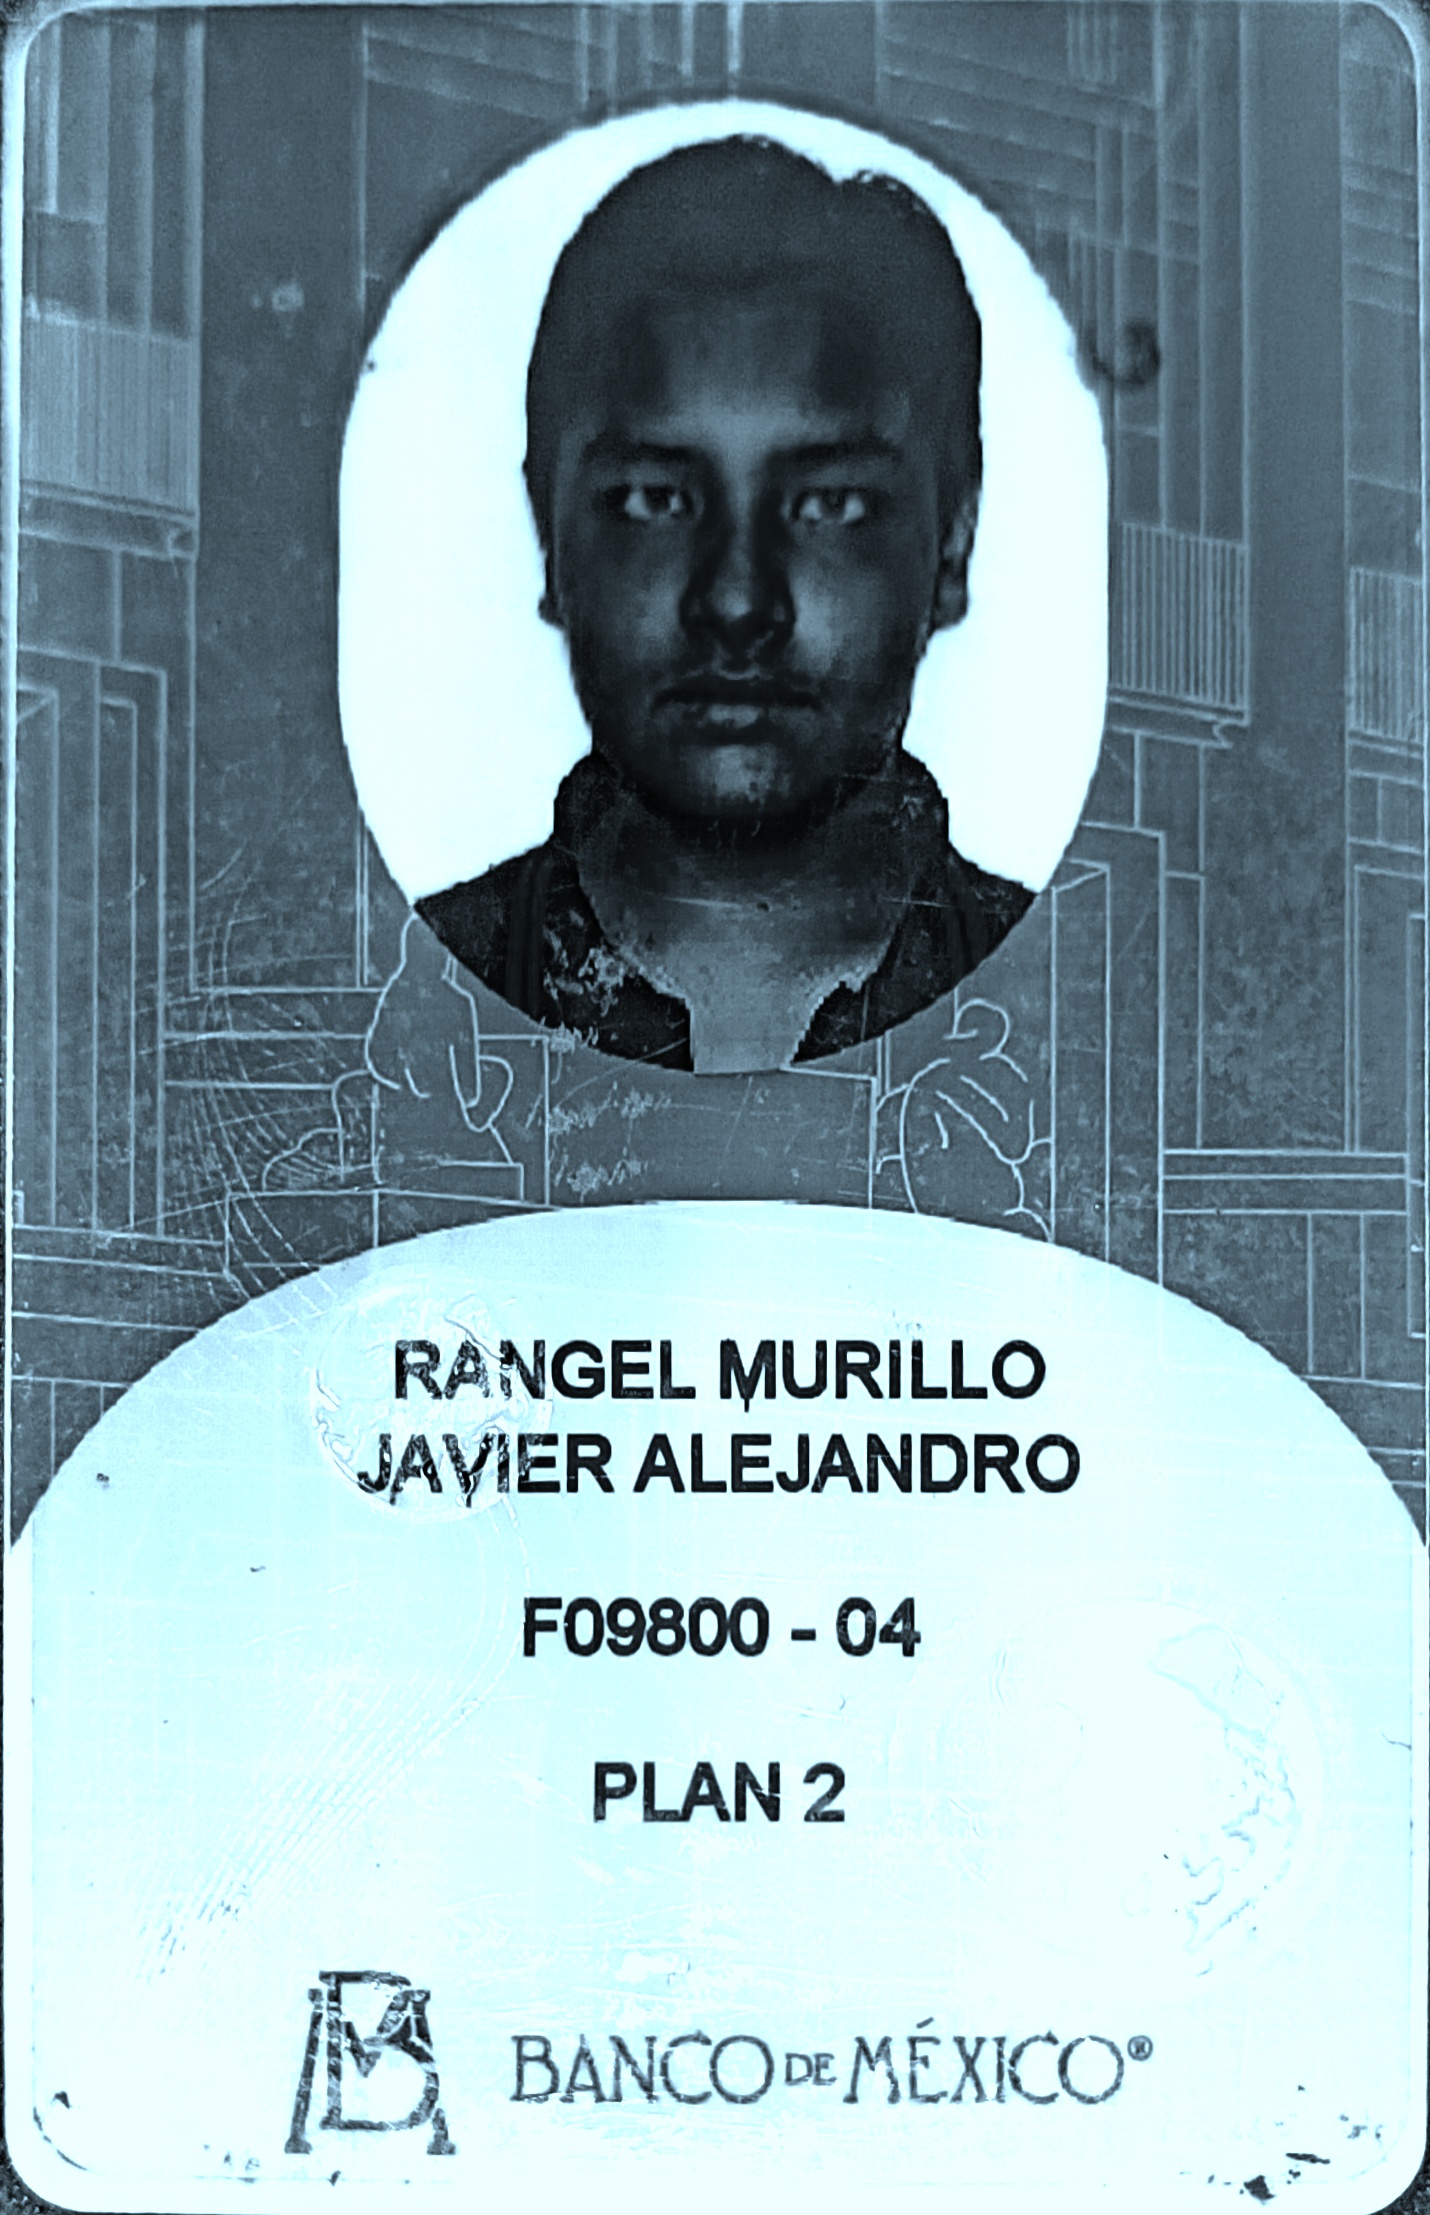 RANGEL MURILLO
JAVIER ALEJANDRO
F09800 - 04
PLAN 2
BANCO DE MÉXICO®